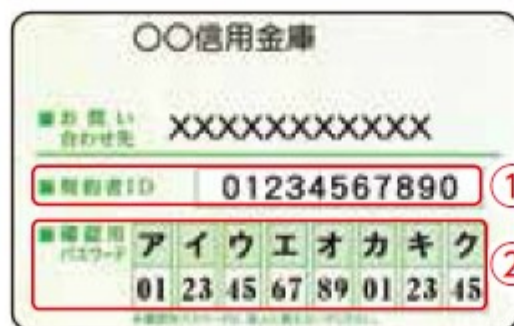 〇〇信用金庫
■お問い合わせ先 XXXXXXXXXXX
■契約者ID 01234567890 ①
■確認用パスワード ア イ ウ エ オ カ キ ク ②
01 23 45 67 89 01 23 45